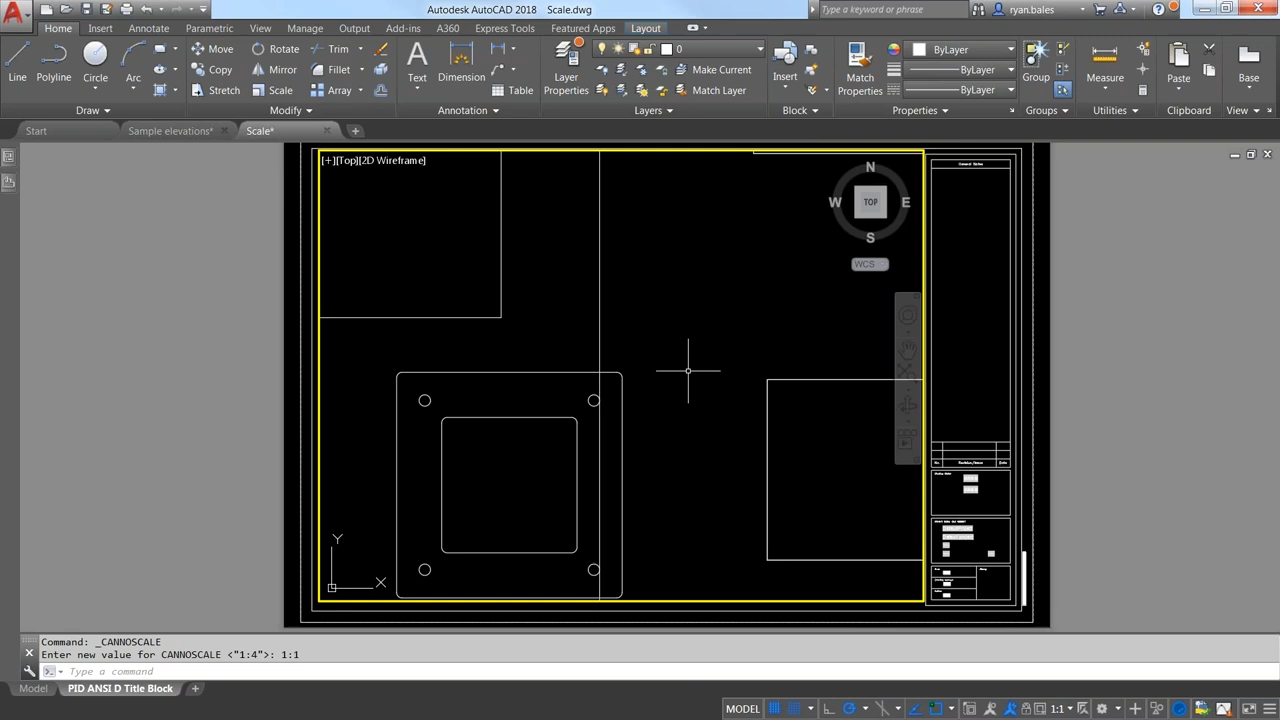 Autodesk AutoCAD 2018 Scale.dwg
Type a keyword or phrase
ryan.bales
Home Insert Annotate Parametric View Manage Output Add-ins A360 Express Tools Featured Apps Layout
Line Polyline Circle Arc
Move Rotate Trim
Copy Mirror Fillet
Stretch Scale Array
Text Dimension Table
Layer Properties
0
Make Current
Match Layer
Insert
Match Properties
ByLayer
ByLayer
ByLayer
Group
Measure
Paste
Base
Draw Modify Annotation Layers Block Properties Groups Utilities Clipboard View
Start Sample elevations* Scale*
[+][Top][2D Wireframe]
N
W TOP E
S
WCS
General Notes
Y
X
Command: _CANNOSCALE
Enter new value for CANNOSCALE <"1:4">: 1:1
Type a command
Model PID ANSI D Title Block
MODEL 1:1